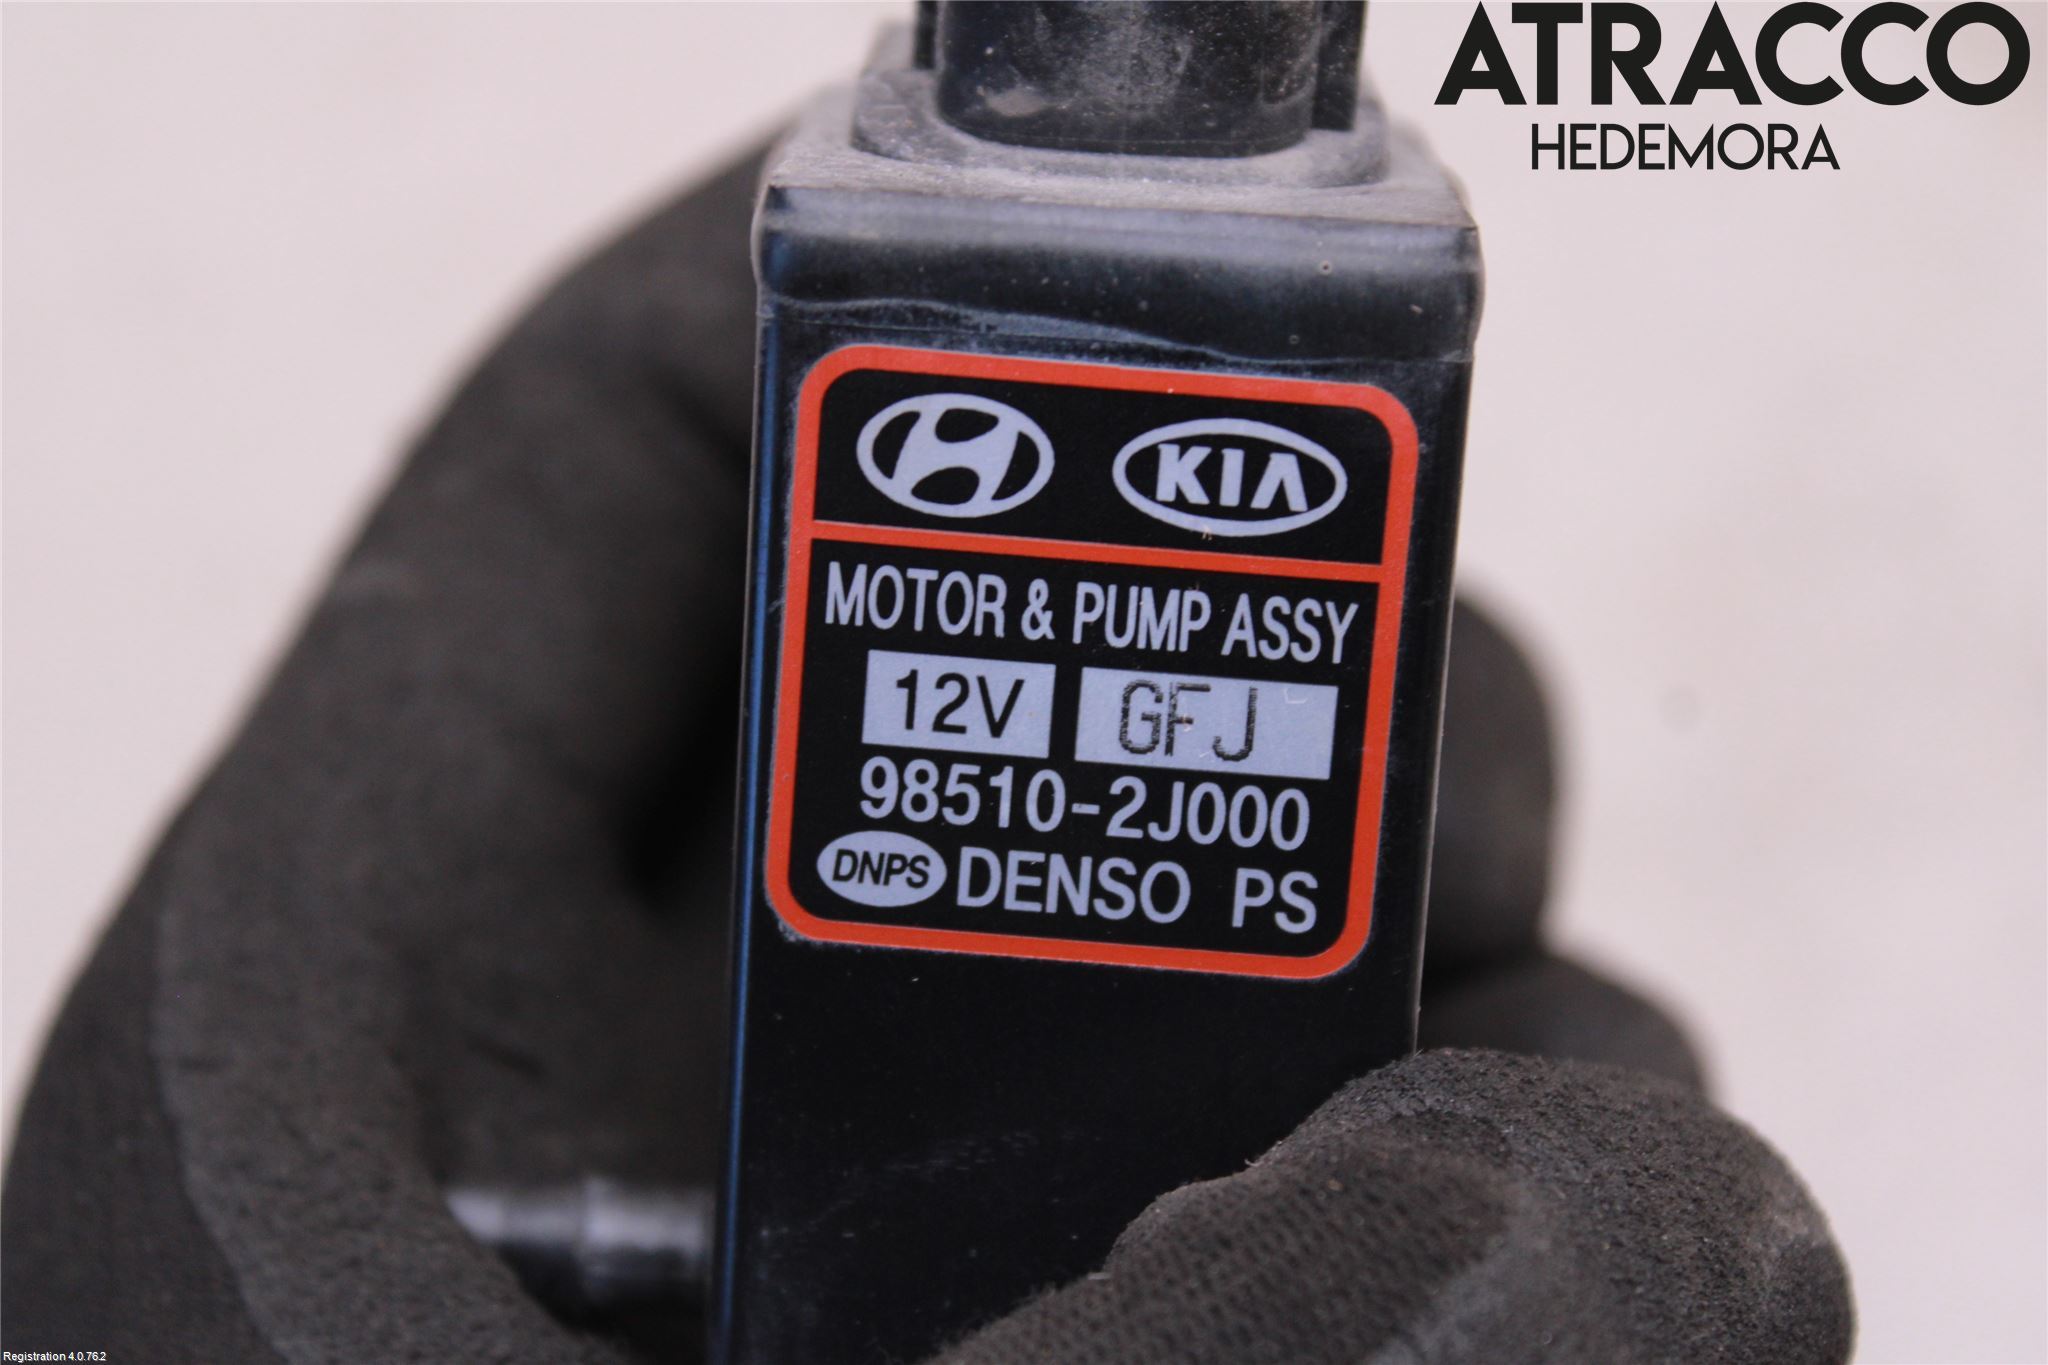 ATRACCO
HEDEMORA
KIA
MOTOR & PUMP ASSY
12V GFJ
98510-2J000
DNPS DENSO PS
Registration 4.0.76.2